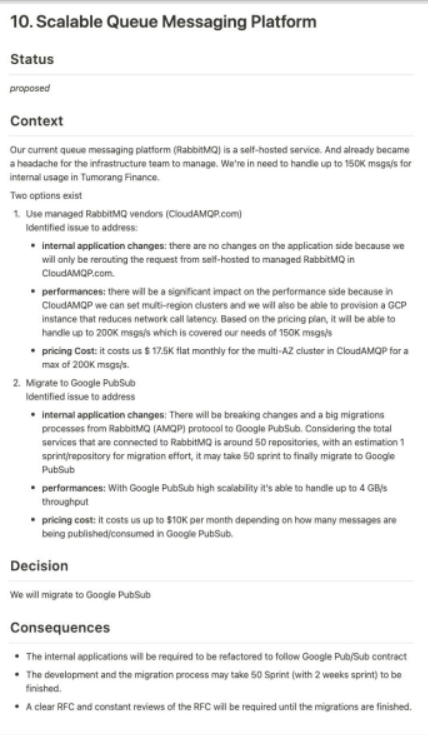 10. Scalable Queue Messaging Platform
Status
proposed
Context
Our current queue messaging platform (RabbitMQ) is a self-hosted service. And already became
a headache for the infrastructure team to manage. We're in need to handle up to 150K msgs/s for
internal usage in Tumorang Finance.
Two options exist
1. Use managed RabbitMQ vendors (CloudAMQP.com)
Identified issue to address:
• internal application changes: there are no changes on the application side because we
will only be rerouting the request from self-hosted to managed RabbitMQ in
CloudAMQP.com.
• performances: there will be a significant impact on the performance side because in
CloudAMQP we can set multi-region clusters and we will also be able to provision a GCP
instance that reduces network call latency. Based on the pricing plan, it will be able to
handle up to 200K msgs/s which is covered our needs of 150K msgs/s
• pricing Cost: it costs us $ 17.5K flat monthly for the multi-AZ cluster in CloudAMQP for a
max of 200K msgs/s.
2. Migrate to Google PubSub
Identified issue to address
• internal application changes: There will be breaking changes and a big migrations
processes from RabbitMQ (AMQP) protocol to Google PubSub. Considering the total
services that are connected to RabbitMQ is around 50 repositories, with an estimation 1
sprint/repository for migration effort, it may take 50 sprint to finally migrate to Google
PubSub
• performances: With Google PubSub high scalability it's able to handle up to 4 GB/s
throughput
• pricing cost: it costs us up to $10K per month depending on how many messages are
being published/consumed in Google PubSub.
Decision
We will migrate to Google PubSub
Consequences
• The internal applications will be required to be refactored to follow Google Pub/Sub contract
• The development and the migration process may take 50 Sprint (with 2 weeks sprint) to be
finished.
• A clear RFC and constant reviews of the RFC will be required until the migrations are finished.